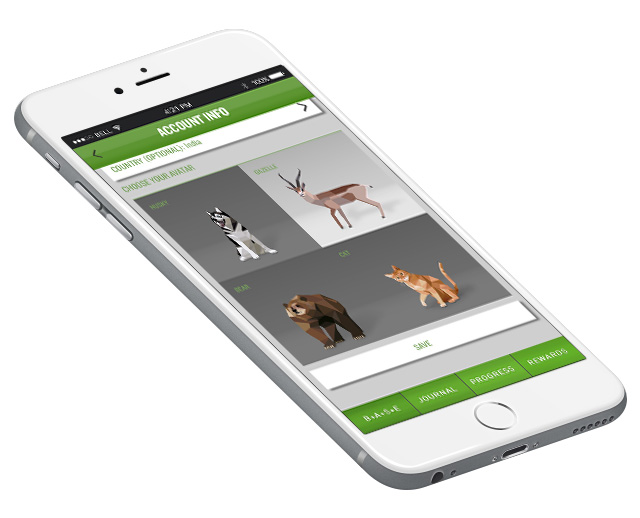 BELL 4:21 PM 100%
ACCOUNT INFO
COUNTRY (OPTIONAL): India
CHOOSE YOUR AVATAR
HUSKY GAZELLE
BEAR CAT
SAVE
B•A•S•E JOURNAL PROGRESS REWARDS